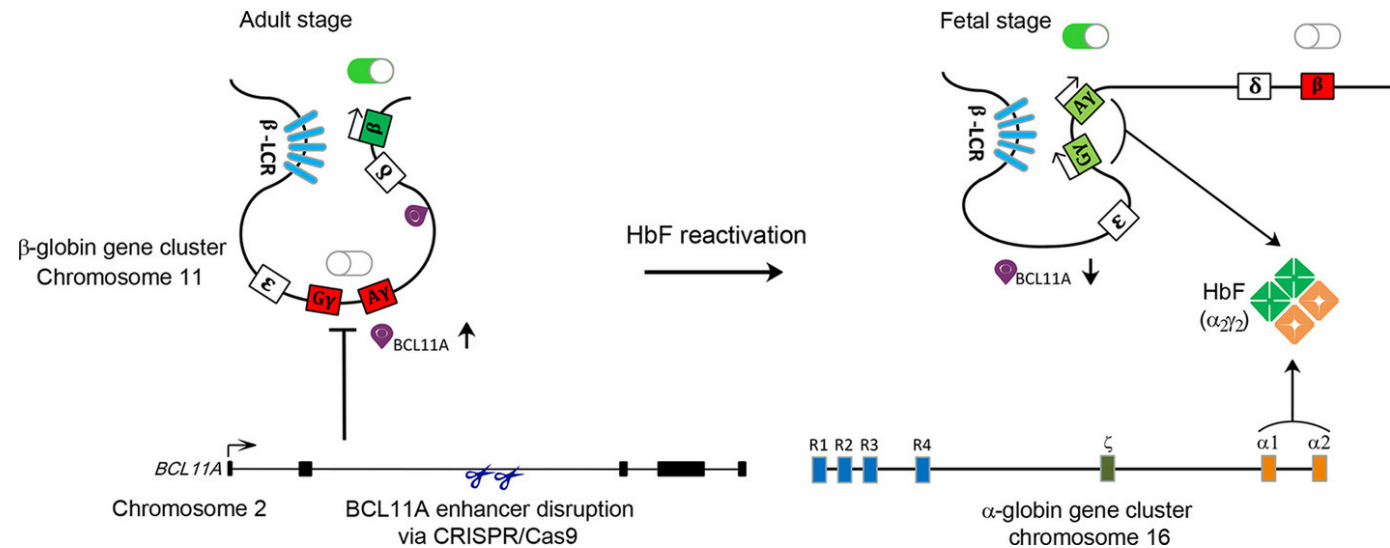 Adult stage
β-LCR
β
δ
β-globin gene cluster
Chromosome 11
ε
Gγ
Aγ
BCL11A
BCL11A
Chromosome 2
BCL11A enhancer disruption
via CRISPR/Cas9
HbF reactivation
Fetal stage
β-LCR
Aγ
Gγ
ε
δ
β
BCL11A
HbF
(α₂γ₂)
R1 R2 R3 R4 ζ α1 α2
α-globin gene cluster
chromosome 16